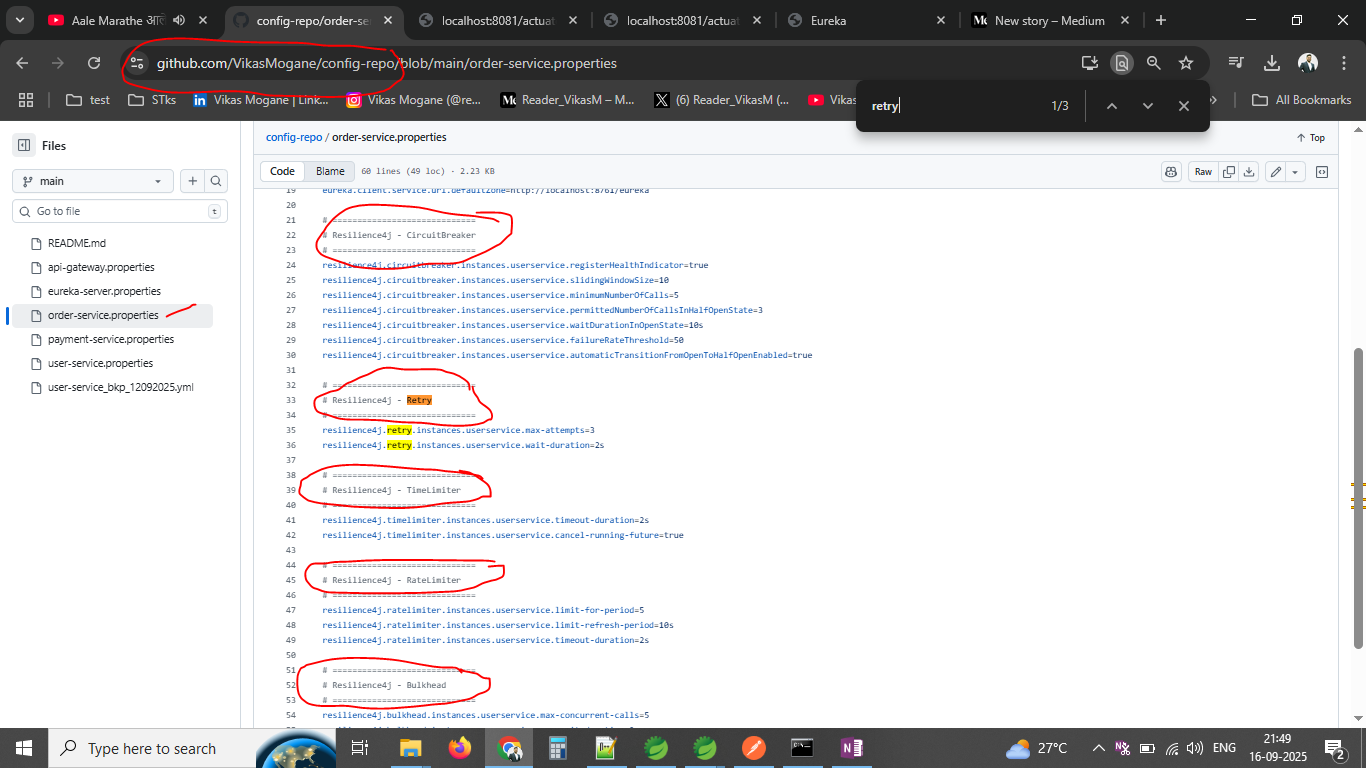 Aale Marathe आले
config-repo/order-se
localhost:8081/actuat
localhost:8081/actuat
Eureka
New story – Medium
github.com/VikasMogane/config-repo/blob/main/order-service.properties
test
STks
Vikas Mogane | Link...
Vikas Mogane (@re...
Reader_VikasM – M...
(6) Reader_VikasM (...
Vikas
All Bookmarks
retry
1/3
Files
main
Go to file
t
README.md
api-gateway.properties
eureka-server.properties
order-service.properties
payment-service.properties
user-service.properties
user-service_bkp_12092025.yml
config-repo / order-service.properties
Top
Code
Blame
60 lines (49 loc) · 2.23 KB
Raw
19 eureka.client.service.url.defaultZone=http://localhost:8761/eureka
20
21 # =============================
22 # Resilience4j - CircuitBreaker
23 # =============================
24 resilience4j.circuitbreaker.instances.userservice.registerHealthIndicator=true
25 resilience4j.circuitbreaker.instances.userservice.slidingWindowSize=10
26 resilience4j.circuitbreaker.instances.userservice.minimumNumberOfCalls=5
27 resilience4j.circuitbreaker.instances.userservice.permittedNumberOfCallsInHalfOpenState=3
28 resilience4j.circuitbreaker.instances.userservice.waitDurationInOpenState=10s
29 resilience4j.circuitbreaker.instances.userservice.failureRateThreshold=50
30 resilience4j.circuitbreaker.instances.userservice.automaticTransitionFromOpenToHalfOpenEnabled=true
31
32 # =============================
33 # Resilience4j - Retry
34 # =============================
35 resilience4j.retry.instances.userservice.max-attempts=3
36 resilience4j.retry.instances.userservice.wait-duration=2s
37
38 # =============================
39 # Resilience4j - TimeLimiter
40 # =============================
41 resilience4j.timelimiter.instances.userservice.timeout-duration=2s
42 resilience4j.timelimiter.instances.userservice.cancel-running-future=true
43
44 # =============================
45 # Resilience4j - RateLimiter
46 # =============================
47 resilience4j.ratelimiter.instances.userservice.limit-for-period=5
48 resilience4j.ratelimiter.instances.userservice.limit-refresh-period=10s
49 resilience4j.ratelimiter.instances.userservice.timeout-duration=2s
50
51 # =============================
52 # Resilience4j - Bulkhead
53 # =============================
54 resilience4j.bulkhead.instances.userservice.max-concurrent-calls=5
Type here to search
27°C
ENG
21:49
16-09-2025
2